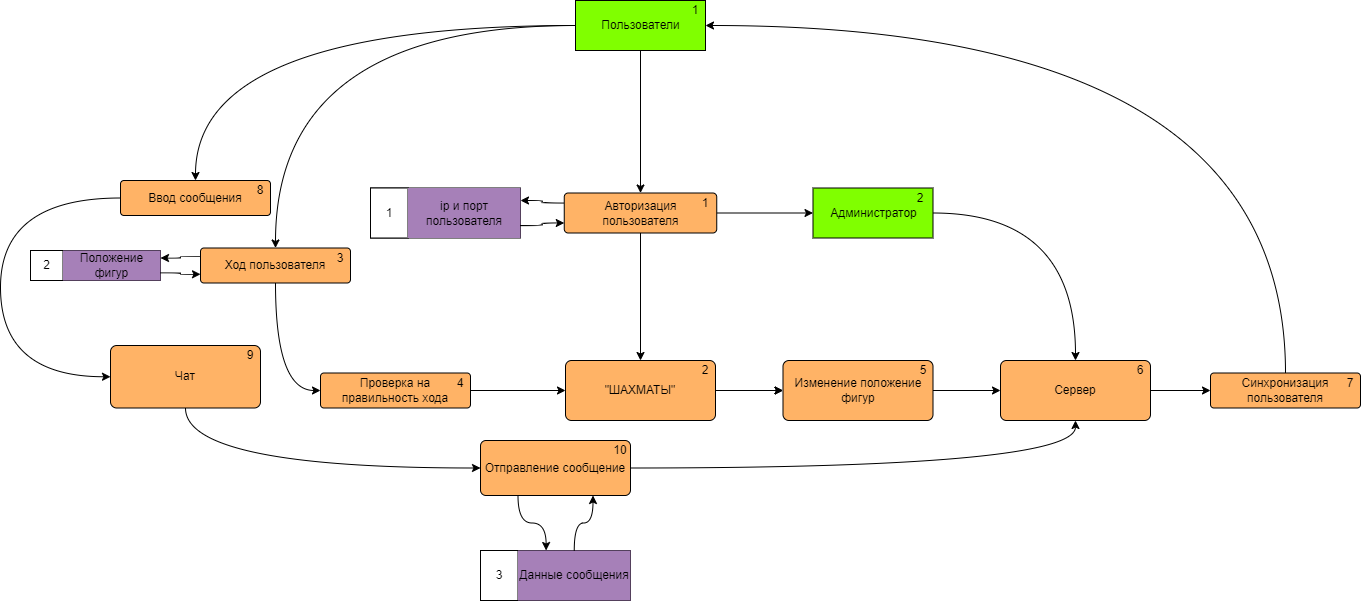 1
Пользователи
8
Ввод сообщения
1
ip и порт
пользователя
1
Авторизация
пользователя
2
Администратор
2
Положение
фигур
3
Ход пользователя
9
Чат
4
Проверка на
правильность хода
2
"ШАХМАТЫ"
5
Изменение положение
фигур
6
Сервер
7
Синхронизация
пользователя
10
Отправление сообщение
3
Данные сообщения